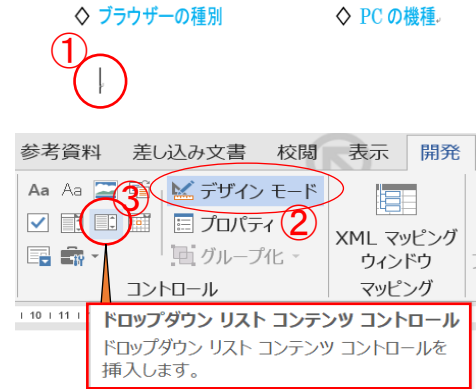 ◇ ブラウザーの種別 ◇ PCの機種
①
参考資料 差し込み文書 校閲 表示 開発
Aa Aa ③ デザイン モード
プロパティ ②
グループ化
XML マッピング
ウィンドウ
コントロール マッピング
10 11
ドロップダウン リスト コンテンツ コントロール
ドロップダウン リスト コンテンツ コントロールを
挿入します。